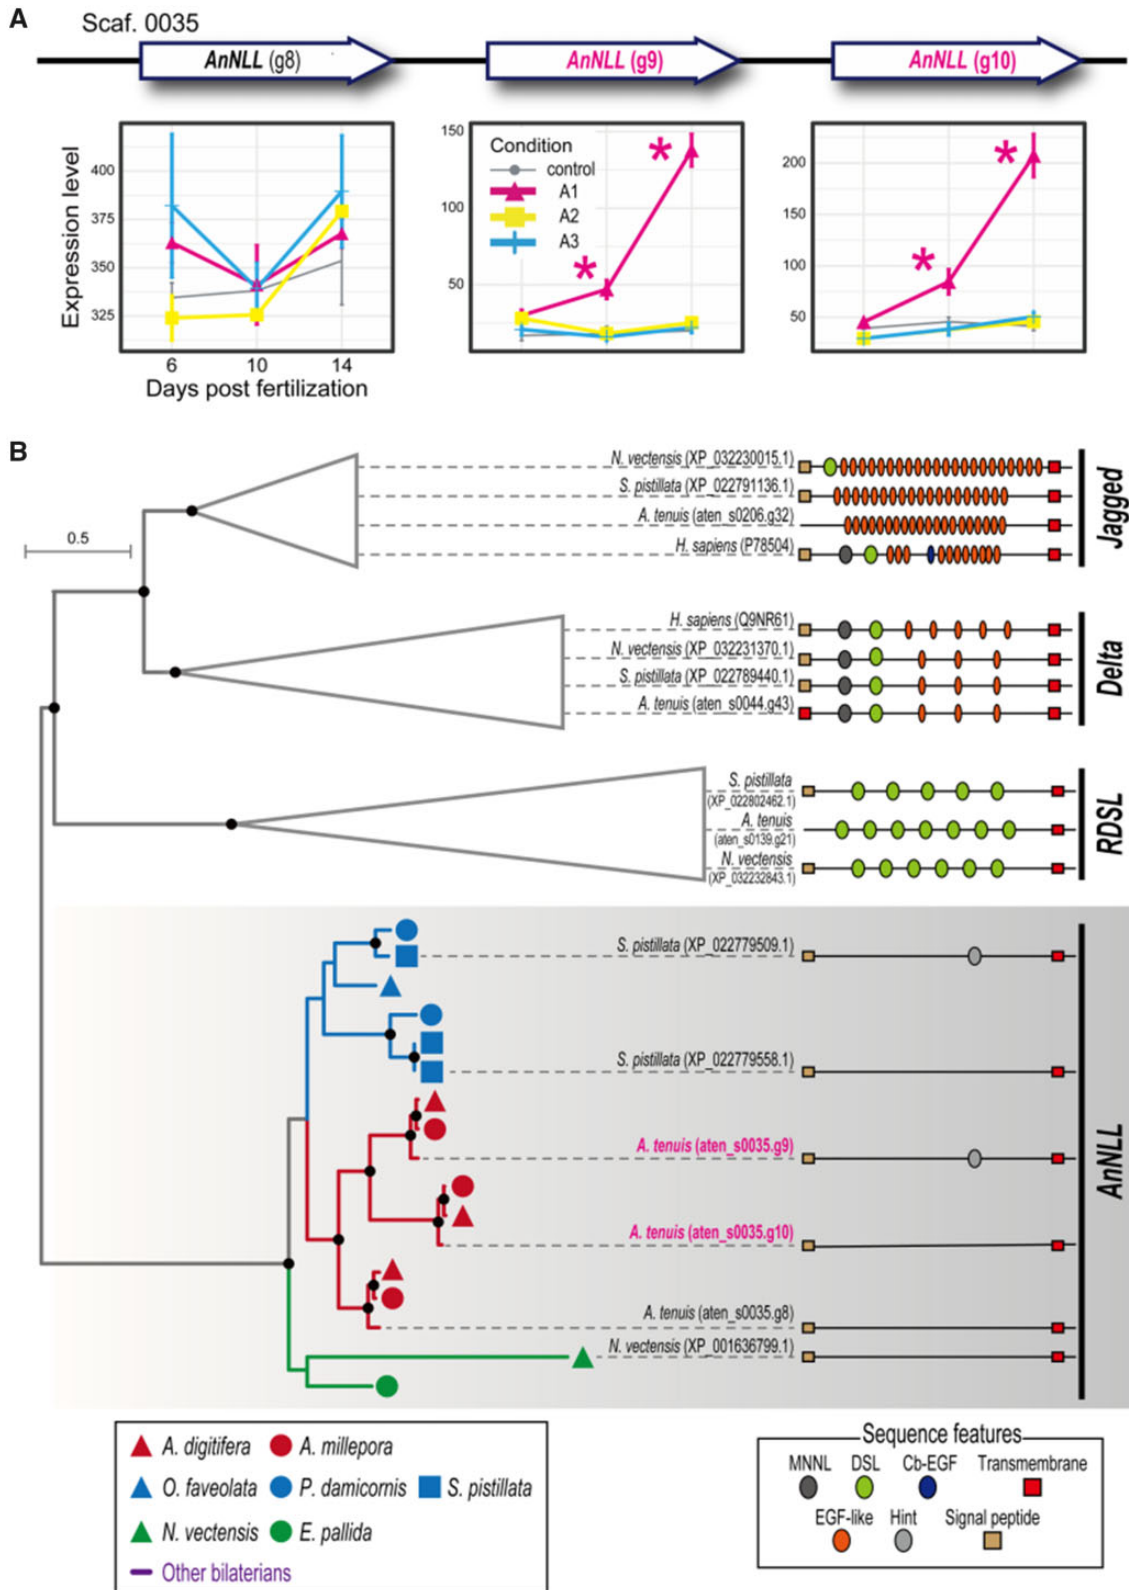 A
Scaf. 0035
AnNLL (g8)
AnNLL (g9)
AnNLL (g10)
Expression level
400
375
350
325
6 10 14
Days post fertilization
150
100
50
Condition
control
A1
A2
A3
*
*
200
150
100
50
*
*
B
0.5
N. vectensis (XP_032230015.1)
S. pistillata (XP_022791136.1)
A. tenuis (aten_s0206.g32)
H. sapiens (P78504)
Jagged
H. sapiens (Q9NR61)
N. vectensis (XP_032231370.1)
S. pistillata (XP_022789440.1)
A. tenuis (aten_s0044.g43)
Delta
S. pistillata
(XP_022802462.1)
A. tenuis
(aten_s0139.g21)
N. vectensis
(XP_032232843.1)
RDSL
S. pistillata (XP_022779509.1)
S. pistillata (XP_022779558.1)
A. tenuis (aten_s0035.g9)
A. tenuis (aten_s0035.g10)
A. tenuis (aten_s0035.g8)
N. vectensis (XP_001636799.1)
AnNLL
A. digitifera A. millepora
O. faveolata P. damicornis S. pistillata
N. vectensis E. pallida
Other bilaterians
Sequence features
MNNL DSL Cb-EGF Transmembrane
EGF-like Hint Signal peptide